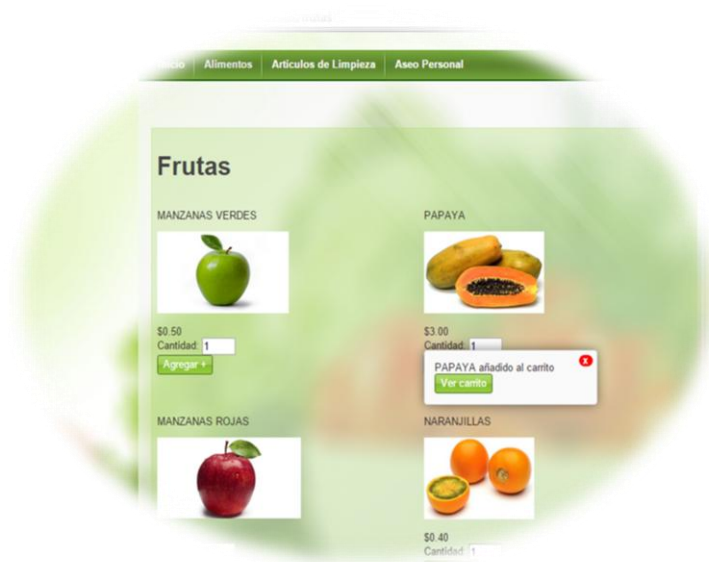 Alimentos
Artículos de Limpieza
Aseo Personal
Frutas
MANZANAS VERDES
$0.50
Cantidad: 1
Agregar +
PAPAYA
$3.00
Cantidad: 1
PAPAYA añadido al carrito
x
Ver carrito
MANZANAS ROJAS
NARANJILLAS
$0.40
Cantidad: 1